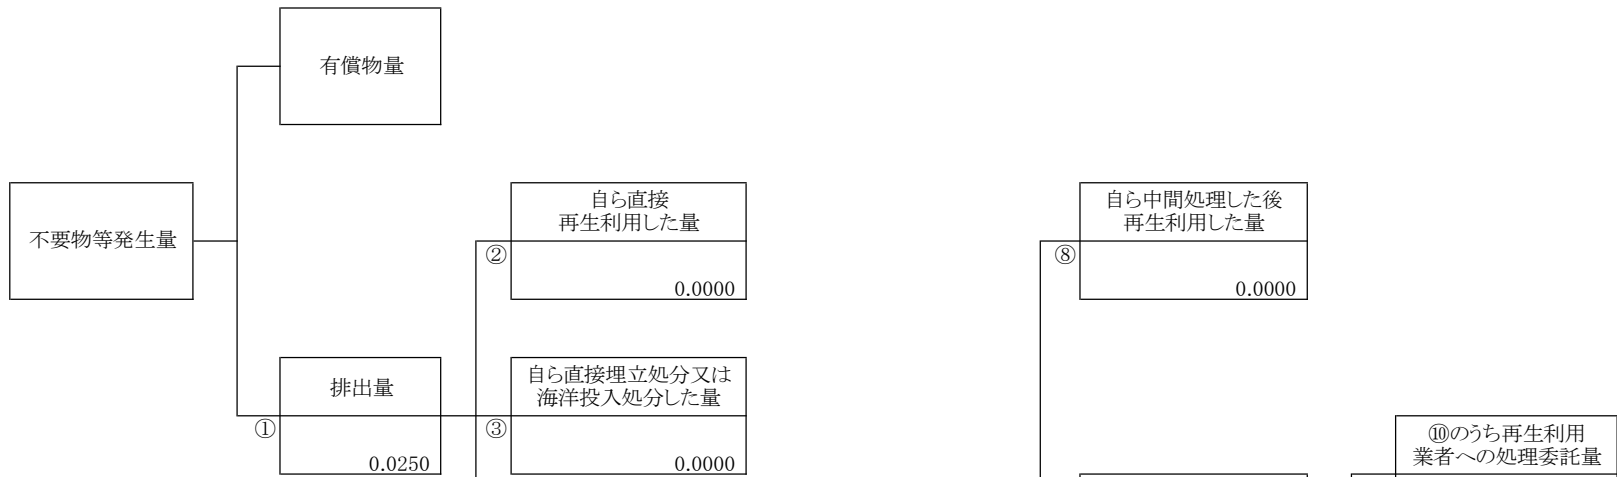 有償物量
不要物等発生量
自ら直接
再生利用した量
②
0.0000
自ら中間処理した後
再生利用した量
⑧
0.0000
排出量
①
0.0250
自ら直接埋立処分又は
海洋投入処分した量
③
0.0000
⑩のうち再生利用
業者への処理委託量